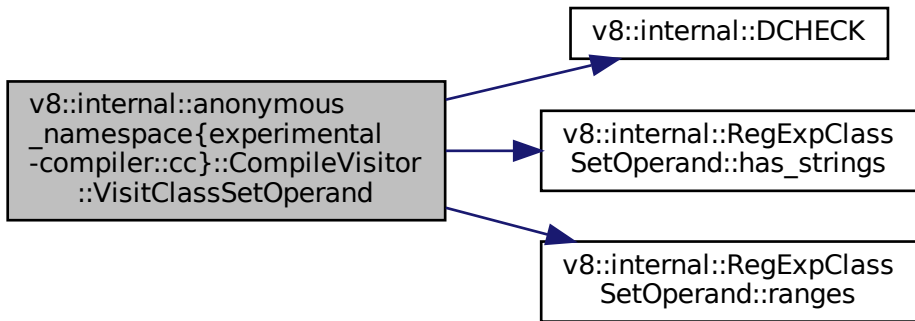 v8::internal::anonymous
_namespace{experimental
-compiler::cc}::CompileVisitor
::VisitClassSetOperand
v8::internal::DCHECK
v8::internal::RegExpClass
SetOperand::has_strings
v8::internal::RegExpClass
SetOperand::ranges